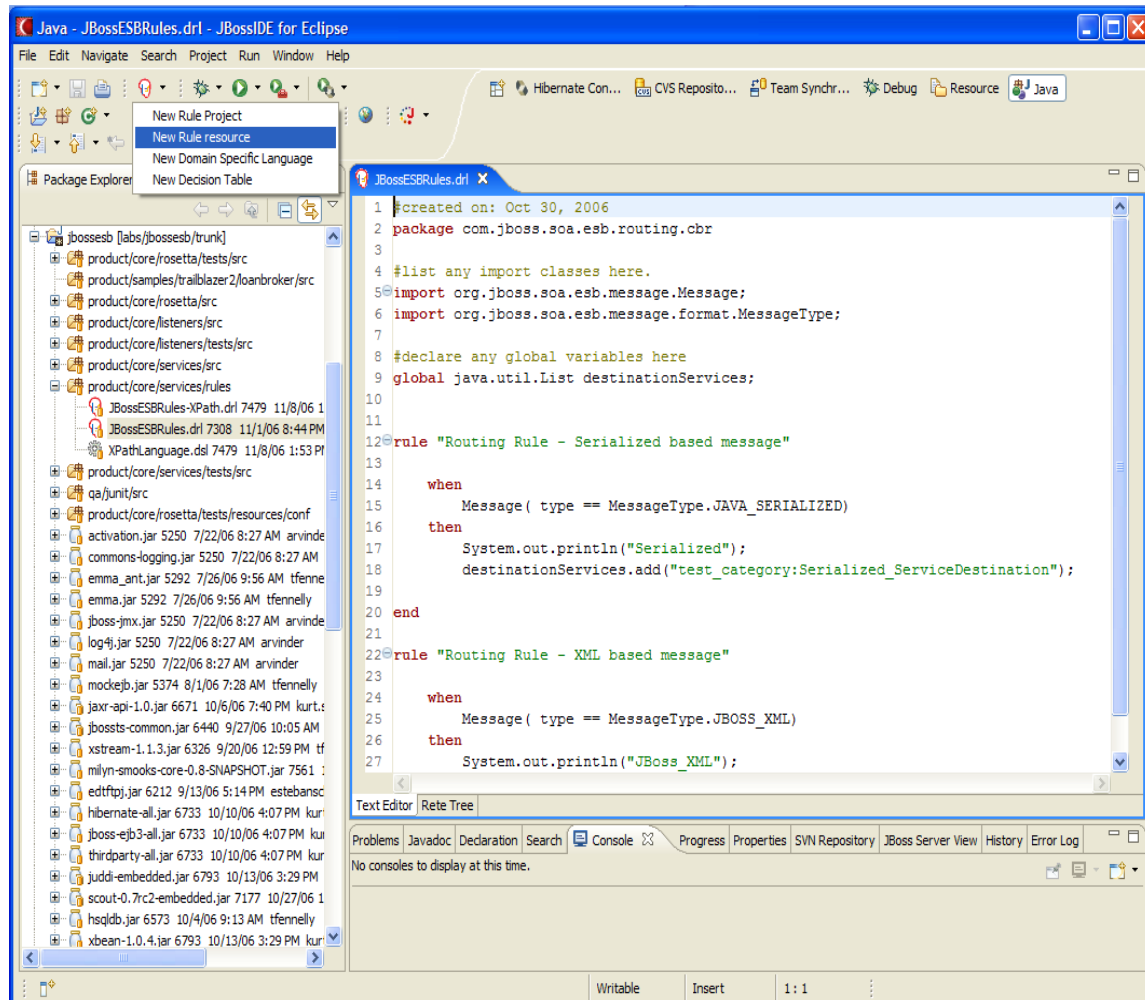 Java - JBossESBRules.drl - JBossIDE for Eclipse
File Edit Navigate Search Project Run Window Help
Hibernate Con... CVS Reposito... Team Synchr... Debug Resource Java
New Rule Project
New Rule resource
New Domain Specific Language
New Decision Table
Package Explorer
jbossesb [labs/jbossesb/trunk]
product/core/rosetta/tests/src
product/samples/trailblazer2/loanbroker/src
product/core/rosetta/src
product/core/listeners/src
product/core/listeners/tests/src
product/core/services/src
product/core/services/rules
JBossESBRules-XPath.drl 7479 11/8/06 1
JBossESBRules.drl 7308 11/1/06 8:44 PM
XPathLanguage.dsl 7479 11/8/06 1:53 PM
product/core/services/tests/src
qa/junit/src
product/core/rosetta/tests/resources/conf
activation.jar 5250 7/22/06 8:27 AM arvinde
commons-logging.jar 5250 7/22/06 8:27 AM
emma_ant.jar 5292 7/26/06 9:56 AM tfenne
emma.jar 5292 7/26/06 9:56 AM tfennelly
jboss-jmx.jar 5250 7/22/06 8:27 AM arvinde
log4j.jar 5250 7/22/06 8:27 AM arvinder
mail.jar 5250 7/22/06 8:27 AM arvinder
mockejb.jar 5374 8/1/06 7:28 AM tfennelly
jaxr-api-1.0.jar 6671 10/6/06 7:40 PM kurt.s
jbossts-common.jar 6440 9/27/06 10:05 AM
xstream-1.1.3.jar 6326 9/20/06 12:59 PM tf
milyn-smooks-core-0.8-SNAPSHOT.jar 7561
edtftpj.jar 6212 9/13/06 5:14 PM estebansc
hibernate-all.jar 6733 10/10/06 4:07 PM kur
jboss-ejb3-all.jar 6733 10/10/06 4:07 PM ku
thirdparty-all.jar 6733 10/10/06 4:07 PM kur
juddi-embedded.jar 6793 10/13/06 3:29 PM
scout-0.7rc2-embedded.jar 7177 10/27/06 1
hsqldb.jar 6573 10/4/06 9:13 AM tfennelly
xbean-1.0.4.jar 6793 10/13/06 3:29 PM kur
JBossESBRules.drl
1 #created on: Oct 30, 2006
2 package com.jboss.soa.esb.routing.cbr
3
4 #list any import classes here.
5 import org.jboss.soa.esb.message.Message;
6 import org.jboss.soa.esb.message.format.MessageType;
7
8 #declare any global variables here
9 global java.util.List destinationServices;
10
11
12 rule "Routing Rule - Serialized based message"
13
14 when
15 Message( type == MessageType.JAVA_SERIALIZED)
16 then
17 System.out.println("Serialized");
18 destinationServices.add("test_category:Serialized_ServiceDestination");
19
20 end
21
22 rule "Routing Rule - XML based message"
23
24 when
25 Message( type == MessageType.JBOSS_XML)
26 then
27 System.out.println("JBoss_XML");
Text Editor Rete Tree
Problems Javadoc Declaration Search Console Progress Properties SVN Repository JBoss Server View History Error Log
No consoles to display at this time.
Writable Insert 1 : 1